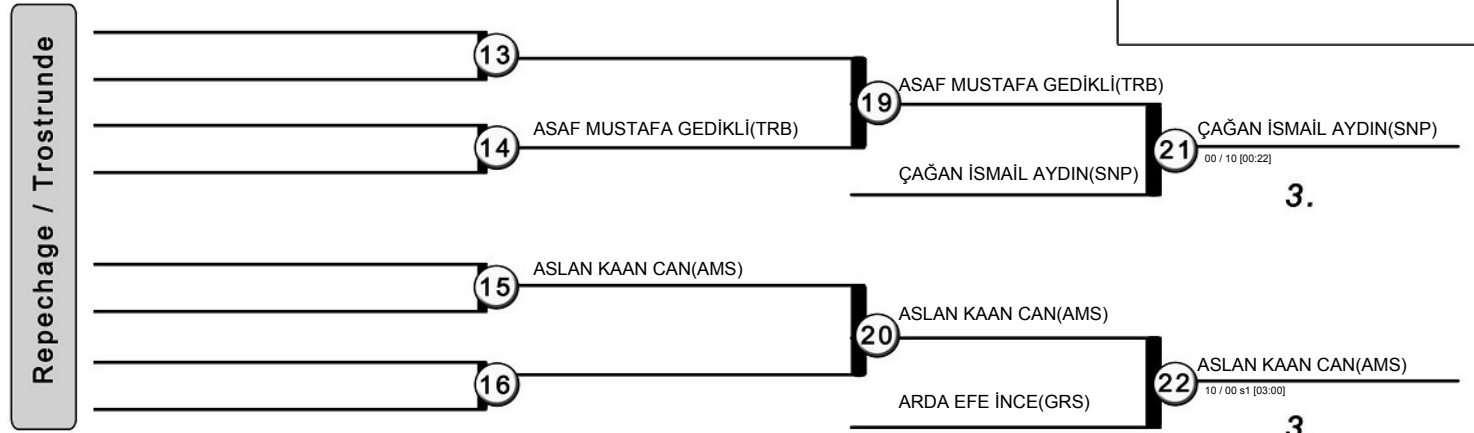 Repechage / Trostrunde
13
ASAF MUSTAFA GEDİKLİ(TRB)
14
19
ASAF MUSTAFA GEDİKLİ(TRB)
ÇAĞAN İSMAİL AYDIN(SNP)
21
ÇAĞAN İSMAİL AYDIN(SNP)
00 / 10 [00:22]
3.
15
ASLAN KAAN CAN(AMS)
16
20
ASLAN KAAN CAN(AMS)
ARDA EFE İNCE(GRS)
22
ASLAN KAAN CAN(AMS)
10 / 00 s1 [03:00]
3